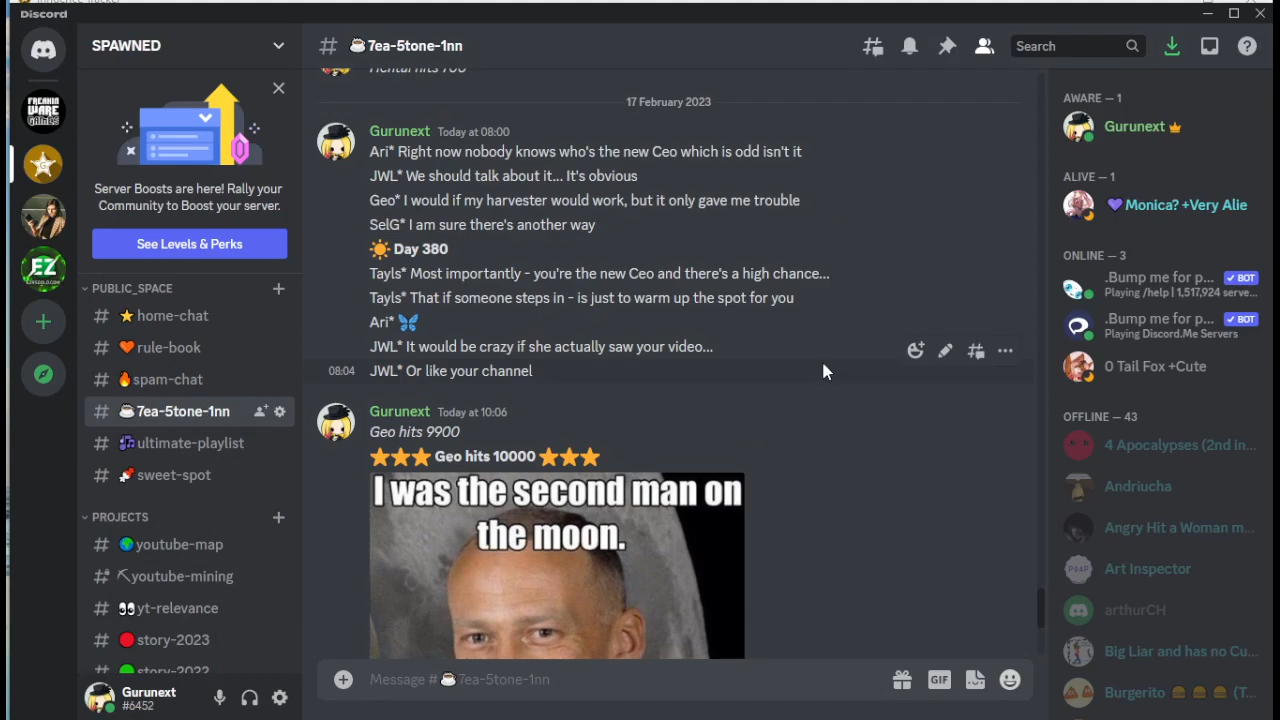 Discord
SPAWNED
7ea-5tone-1nn
Search
FREAKIN
WARE
GAMES
EZ
Server Boosts are here! Rally your
Community to Boost your server.
See Levels & Perks
PUBLIC_SPACE
home-chat
rule-book
spam-chat
7ea-5tone-1nn
ultimate-playlist
sweet-spot
PROJECTS
youtube-map
youtube-mining
yt-relevance
story-2023
story-2022
Gurunext
#6452
17 February 2023
Gurunext Today at 08:00
Ari* Right now nobody knows who's the new Ceo which is odd isn't it
JWL* We should talk about it... It's obvious
Geo* I would if my harvester would work, but it only gave me trouble
SelG* I am sure there's another way
Day 380
Tayls* Most importantly - you're the new Ceo and there's a high chance...
Tayls* That if someone steps in - is just to warm up the spot for you
Ari*
JWL* It would be crazy if she actually saw your video...
08:04 JWL* Or like your channel
Gurunext Today at 10:06
Geo hits 9900
Geo hits 10000
I was the second man on
the moon.
Message #7ea-5tone-1nn
GIF
AWARE — 1
Gurunext
ALIVE — 1
Monica? +Very Alie
ONLINE — 3
.Bump me for p... BOT
Playing /help | 1,517,924 serve...
.Bump me for p... BOT
Playing Discord.Me Servers
0 Tail Fox +Cute
OFFLINE — 43
4 Apocalypses (2nd in...
Andriucha
Angry Hit a Woman m...
Art Inspector
arthurCH
Big Liar and has no Cu...
Burgerito (T...